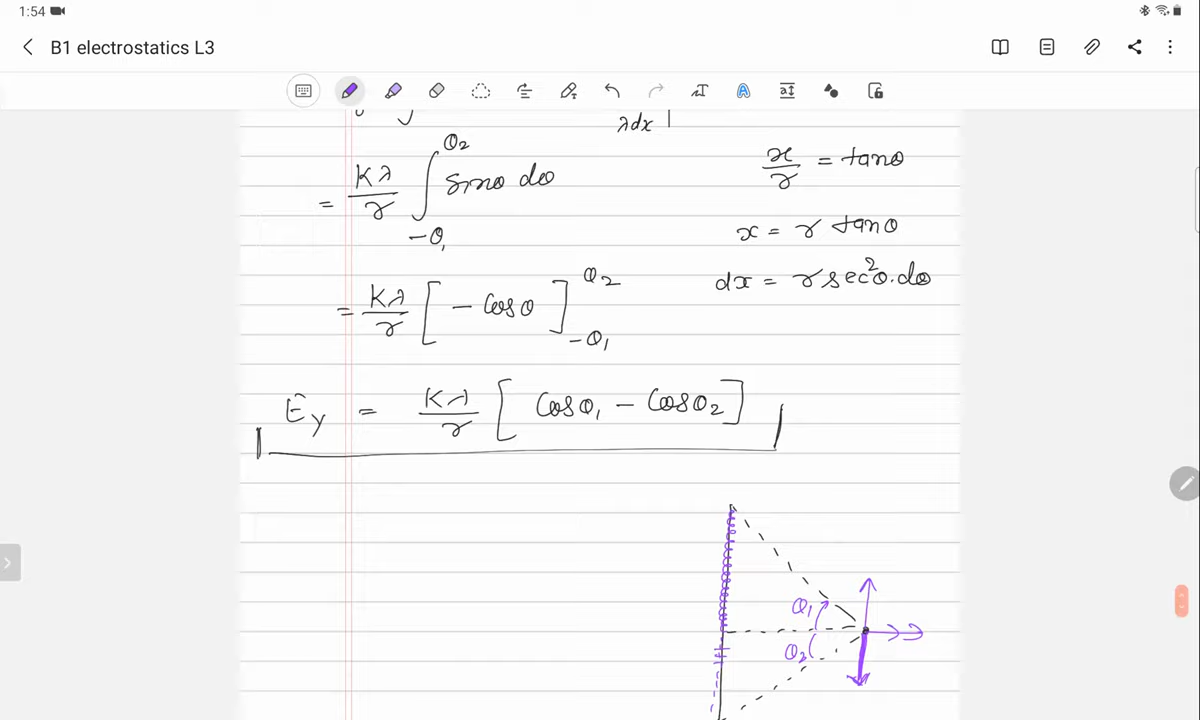 1:54
B1 electrostatics L3
λdx
= Kλ/r ∫_{-θ₁}^{θ₂} sinθ dθ
x/r = tanθ
x = r tanθ
dx = r sec²θ.dθ
= Kλ/r [ - cosθ ]_{-θ₁}^{θ₂}
E_y = Kλ/r [ cosθ₁ - cosθ₂ ]
θ₁
θ₂